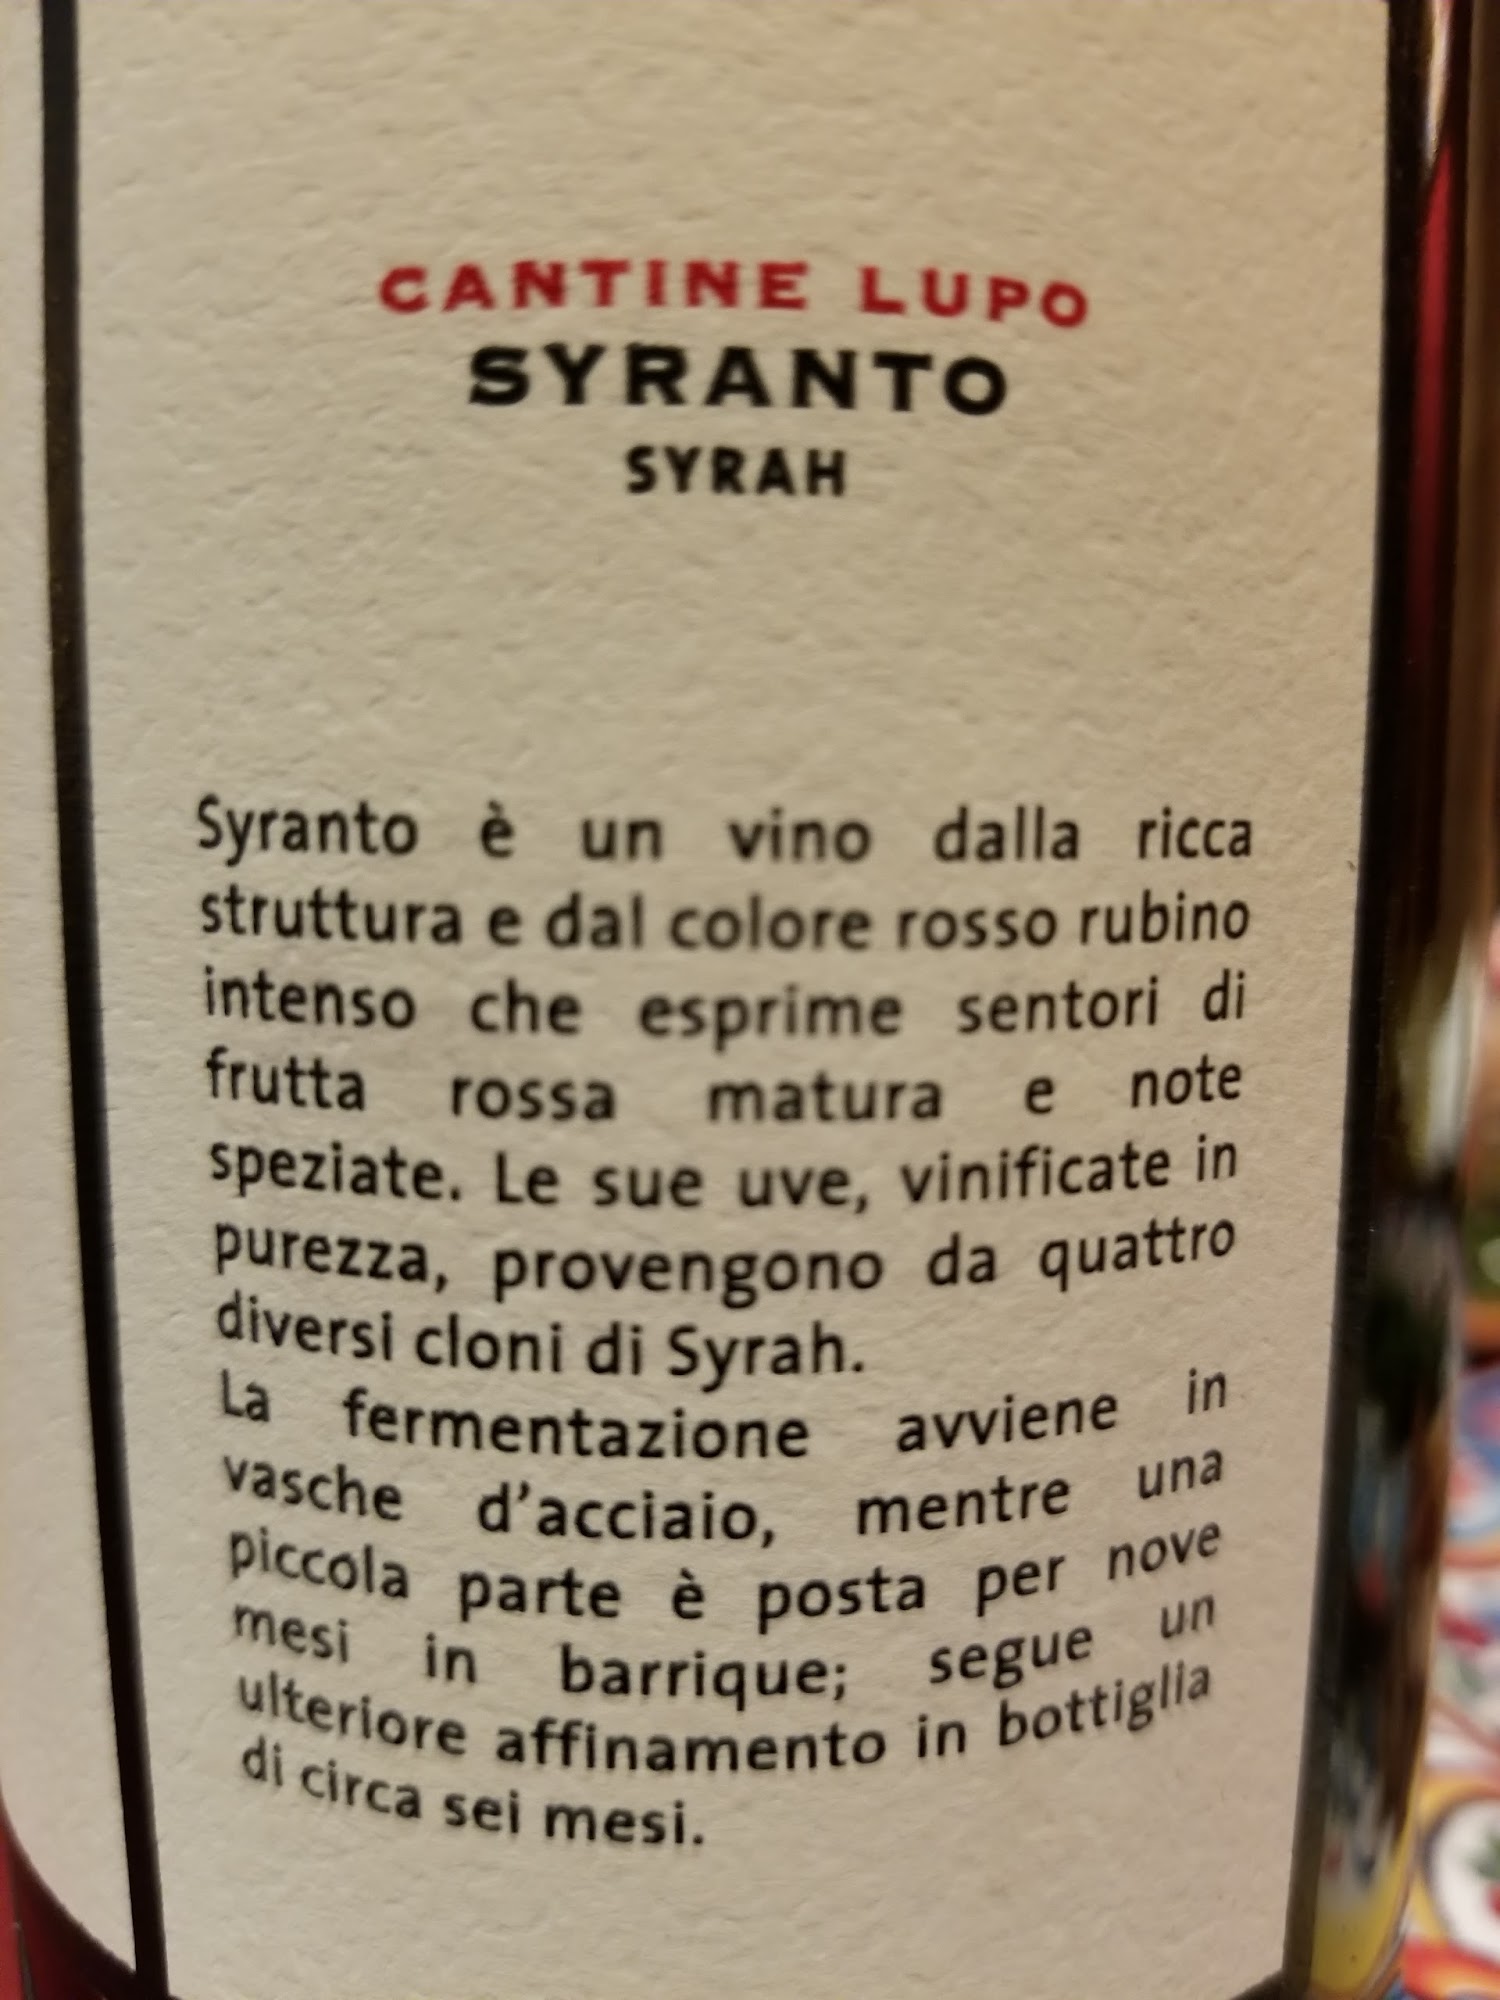 CANTINE LUPO
SYRANTO
SYRAH
Syranto è un vino dalla ricca
struttura e dal colore rosso rubino
intenso che esprime sentori di
frutta rossa matura e note
speziate. Le sue uve, vinificate in
purezza, provengono da quattro
diversi cloni di Syrah.
La fermentazione avviene in
vasche d'acciaio, mentre una
piccola parte è posta per nove
mesi in barrique; segue un
ulteriore affinamento in bottiglia
di circa sei mesi.